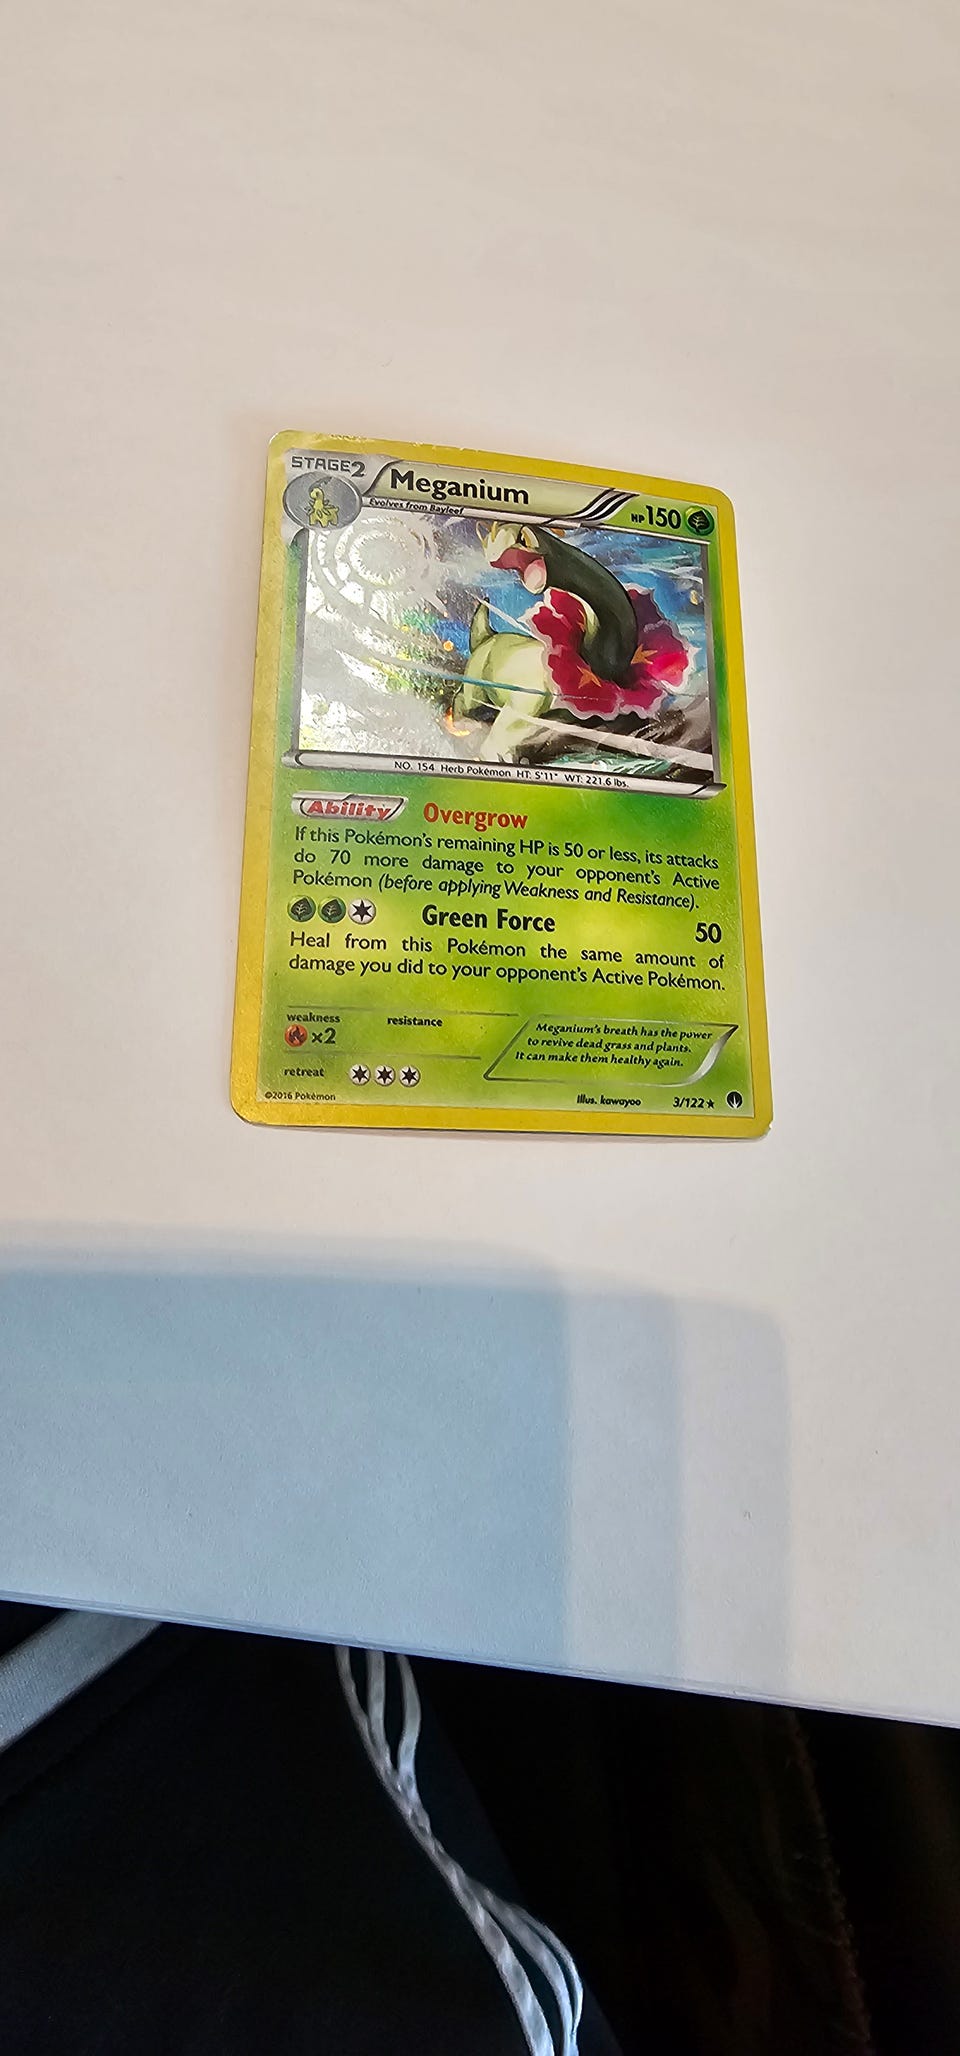 STAGE2
Meganium
Evolves from Bayleef
HP150
NO. 154 Herb Pokémon HT: 5'11" WT: 221.6 lbs.
Ability Overgrow
If this Pokémon's remaining HP is 50 or less, its attacks
do 70 more damage to your opponent's Active
Pokémon (before applying Weakness and Resistance).
Green Force 50
Heal from this Pokémon the same amount of
damage you did to your opponent's Active Pokémon.
weakness resistance
x2
retreat
Meganium's breath has the power
to revive dead grass and plants.
It can make them healthy again.
©2016 Pokémon Illus. kawayoo 3/122★